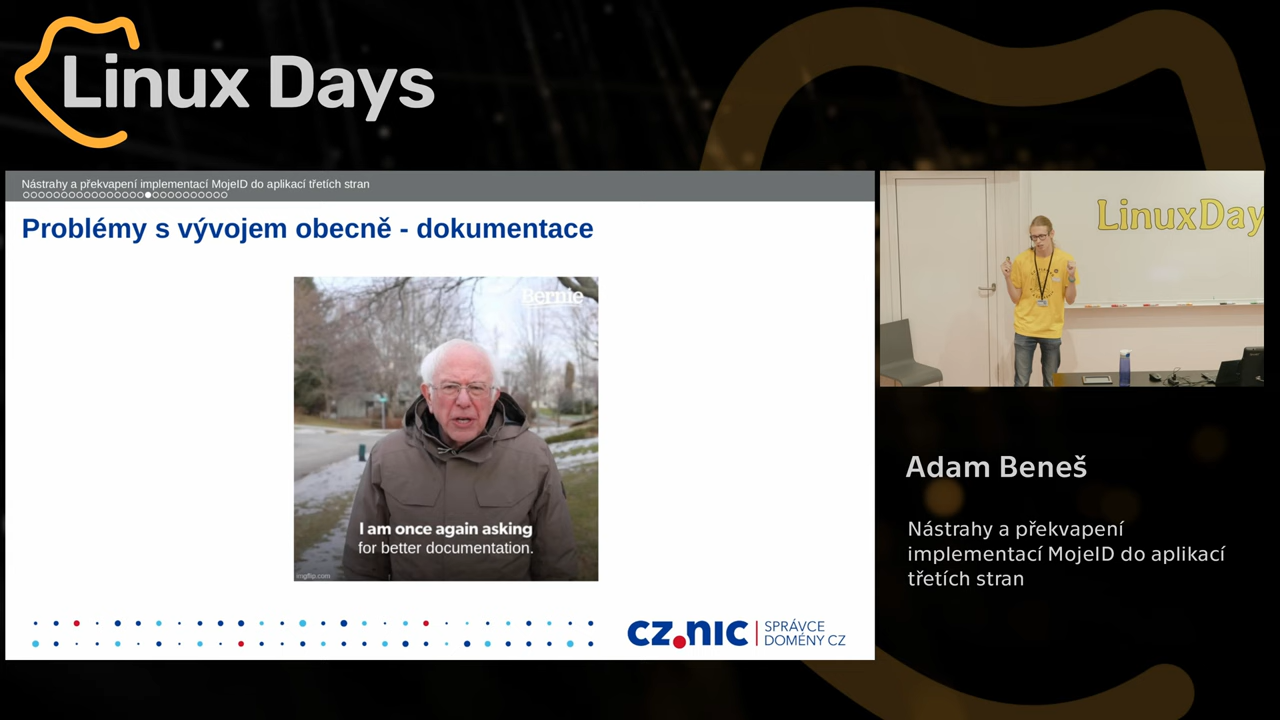 Linux Days
Nástrahy a překvapení implementací MojeID do aplikací třetích stran
Problémy s vývojem obecně - dokumentace
Bernie
I am once again asking
for better documentation.
imgflip.com
CZ.NIC
SPRÁVCE
DOMÉNY CZ
LinuxDay
Adam Beneš
Nástrahy a překvapení
implementací MojeID do aplikací
třetích stran